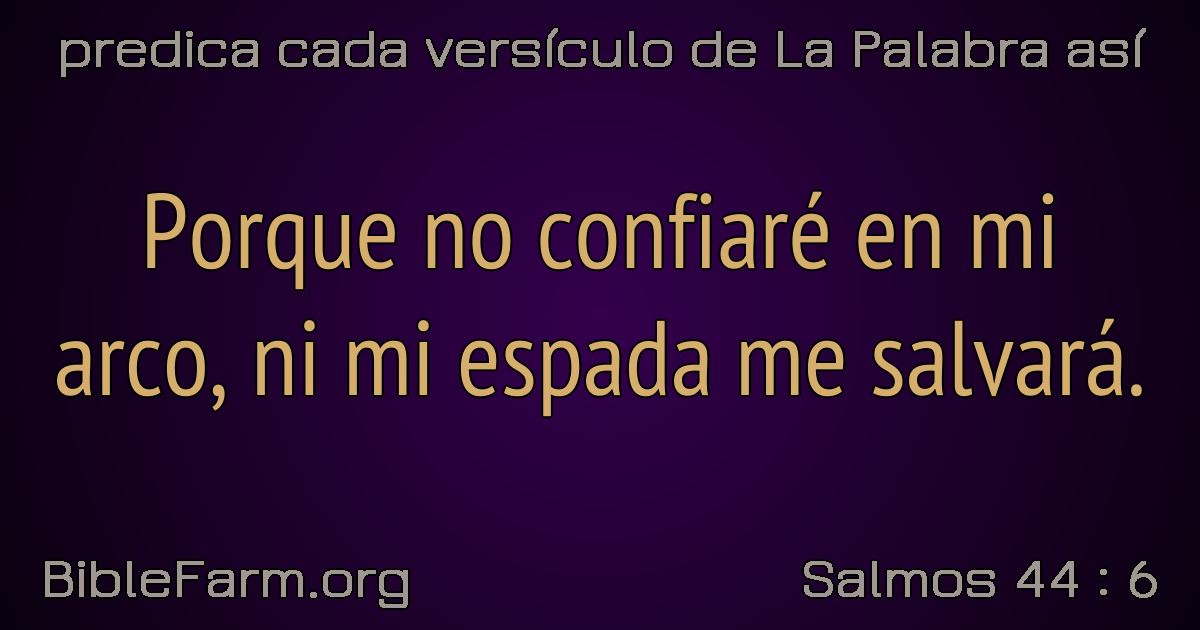 predica cada versículo de La Palabra así
Porque no confiaré en mi
arco, ni mi espada me salvará.
BibleFarm.org
Salmos 44 : 6